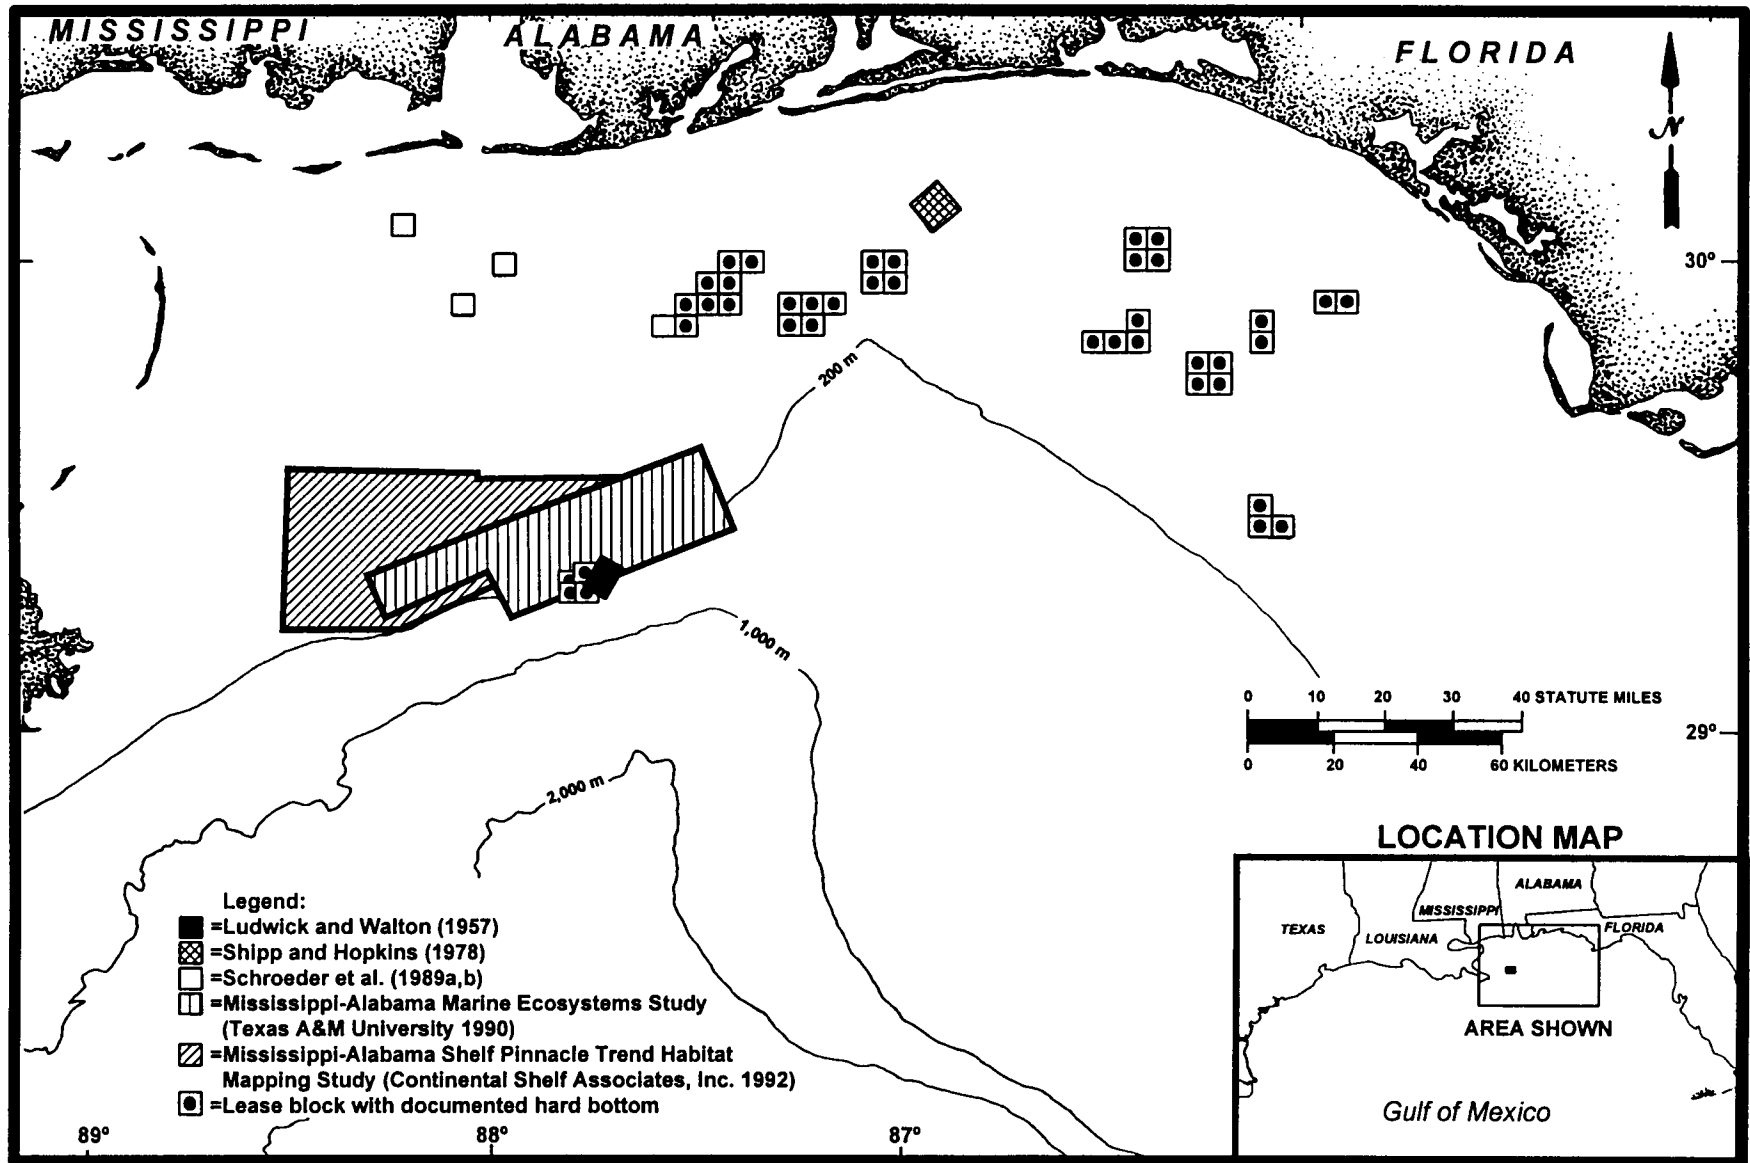 MISSISSIPPI
ALABAMA
FLORIDA
N
30°
200 m
1,000 m
0 10 20 30 40 STATUTE MILES
29°
0 20 40 60 KILOMETERS
2,000 m
LOCATION MAP
ALABAMA
MISSISSIPPI
TEXAS
LOUISIANA
FLORIDA
AREA SHOWN
Gulf of Mexico
Legend:
=Ludwick and Walton (1957)
=Shipp and Hopkins (1978)
=Schroeder et al. (1989a,b)
=Mississippi-Alabama Marine Ecosystems Study
(Texas A&M University 1990)
=Mississippi-Alabama Shelf Pinnacle Trend Habitat
Mapping Study (Continental Shelf Associates, Inc. 1992)
=Lease block with documented hard bottom
89° 88° 87°